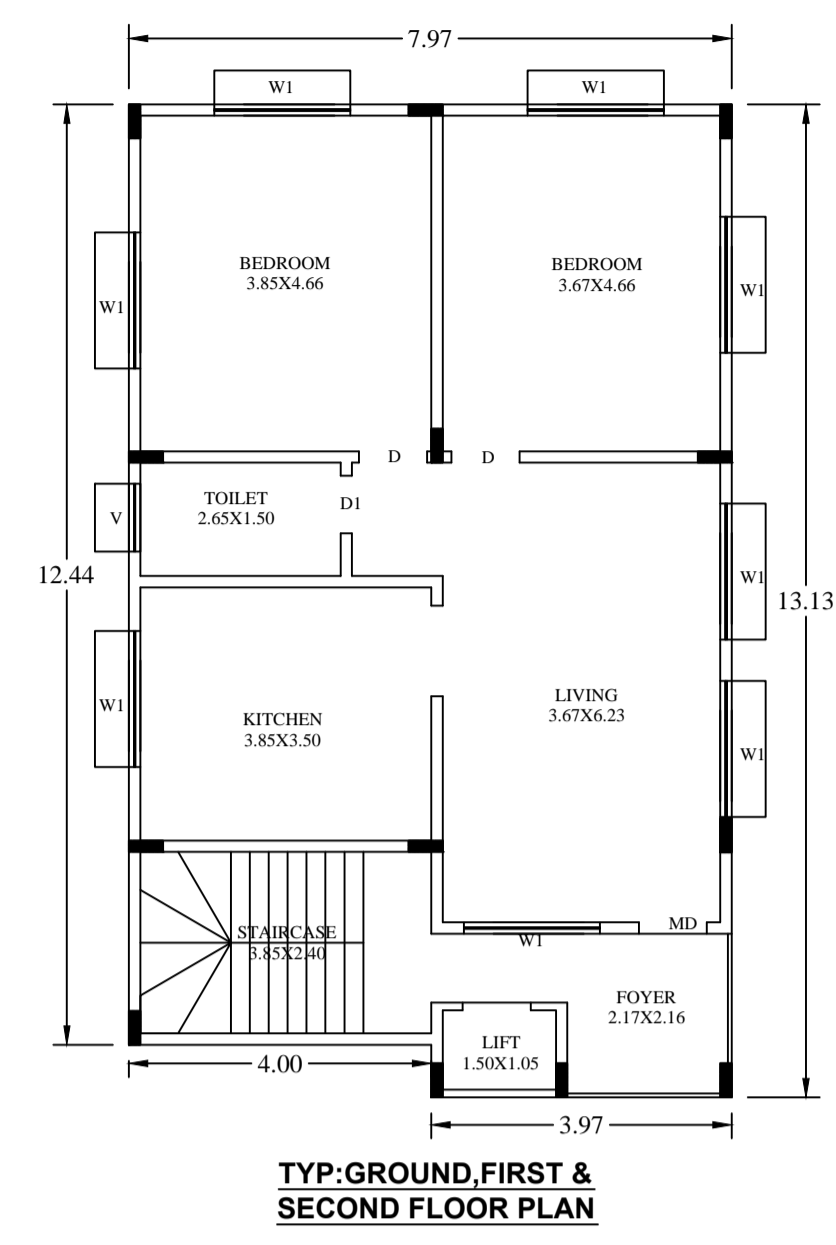 7.97
W1
W1
BEDROOM
3.85X4.66
BEDROOM
3.67X4.66
W1
W1
D
D
TOILET
2.65X1.50
D1
V
12.44
W1
13.13
W1
KITCHEN
3.85X3.50
LIVING
3.67X6.23
W1
STAIRCASE
3.85X2.40
MD
W1
FOYER
2.17X2.16
LIFT
1.50X1.05
4.00
3.97
TYP:GROUND,FIRST &
SECOND FLOOR PLAN